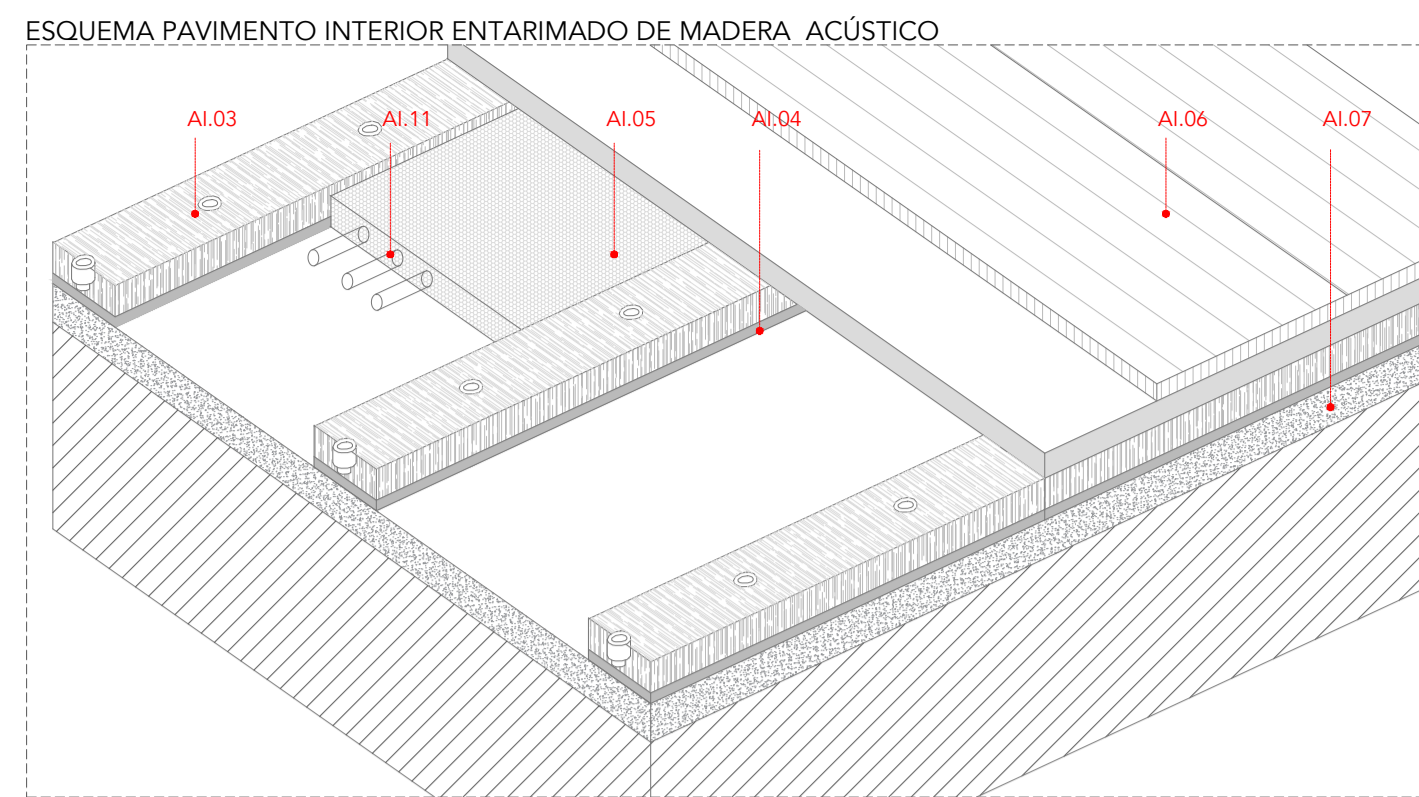 ESQUEMA PAVIMENTO INTERIOR ENTARIMADO DE MADERA ACÚSTICO
AI.03 AI.11 AI.05 AI.04 AI.06 AI.07